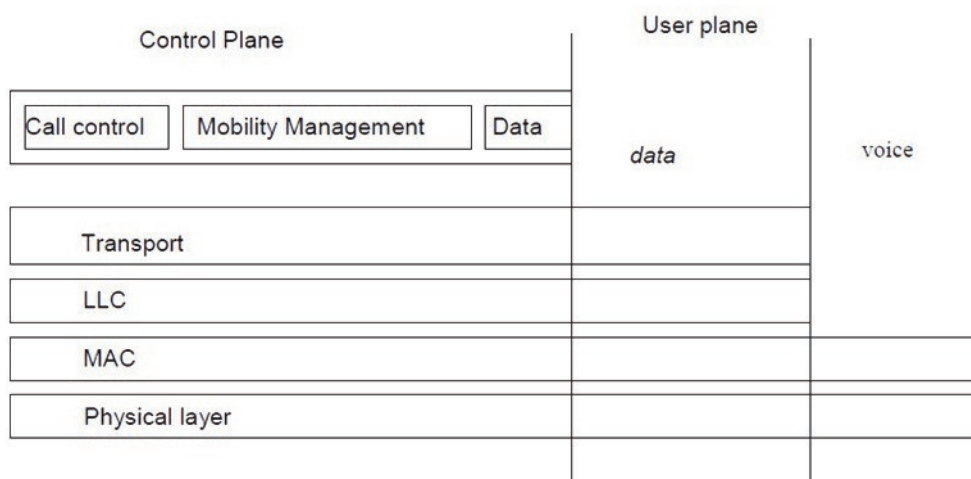 Control Plane
User plane
Call control
Mobility Management
Data
data
voice
Transport
LLC
MAC
Physical layer